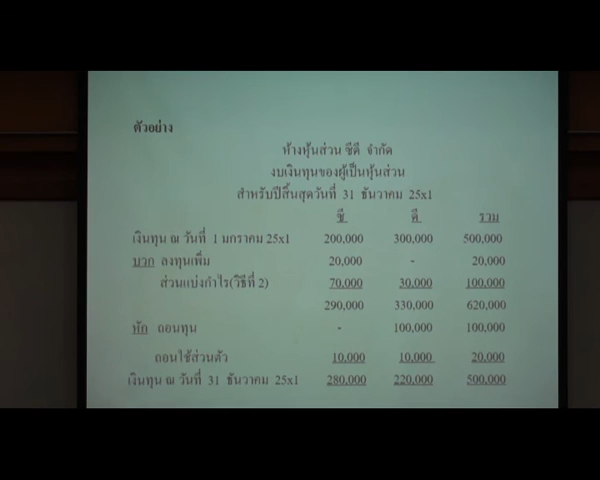 ตัวอย่าง
ห้างหุ้นส่วน ซีดี จำกัด
งบเงินทุนของผู้เป็นหุ้นส่วน
สำหรับปีสิ้นสุดวันที่ 31 ธันวาคม 25x1
ซี ดี รวม
เงินทุน ณ วันที่ 1 มกราคม 25x1 200,000 300,000 500,000
บวก ลงทุนเพิ่ม 20,000 - 20,000
ส่วนแบ่งกำไร(วิธีที่ 2) 70,000 30,000 100,000
290,000 330,000 620,000
หัก ถอนทุน - 100,000 100,000
ถอนใช้ส่วนตัว 10,000 10,000 20,000
เงินทุน ณ วันที่ 31 ธันวาคม 25x1 280,000 220,000 500,000